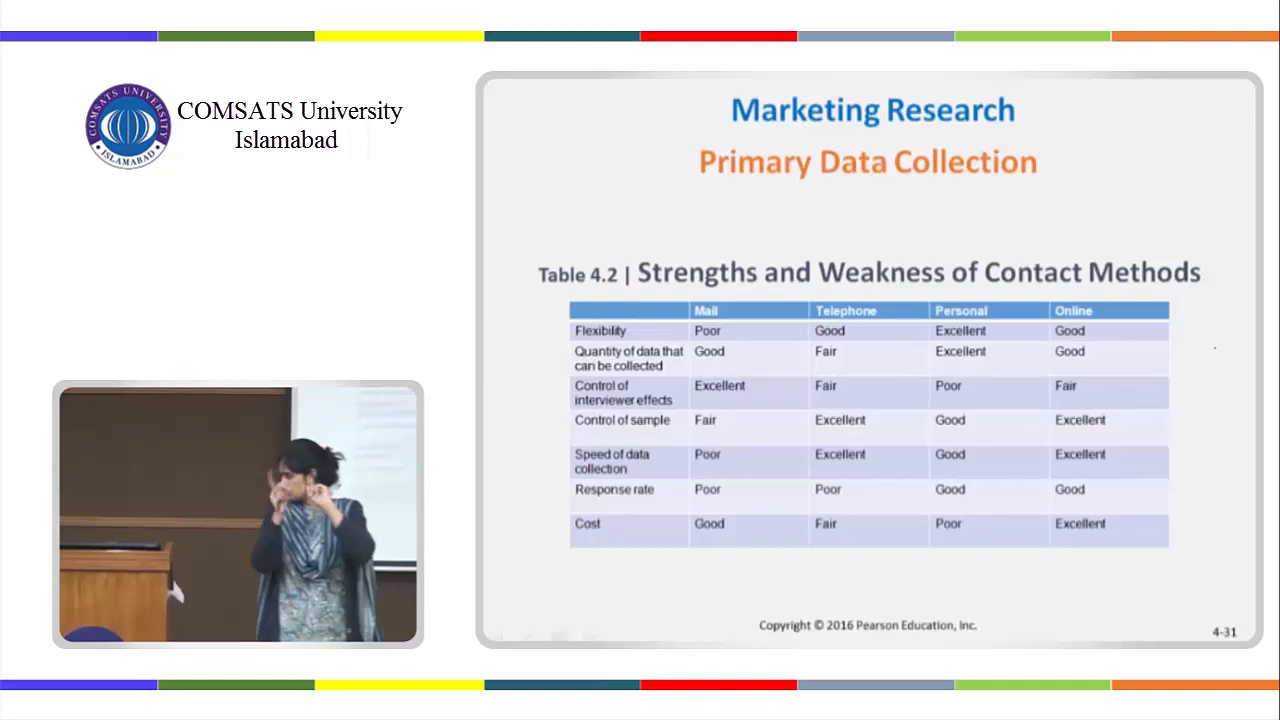 COMSATS UNIVERSITY
ISLAMABAD
COMSATS University
Islamabad
Marketing Research
Primary Data Collection
Table 4.2 | Strengths and Weakness of Contact Methods
Mail Telephone Personal Online
Flexibility Poor Good Excellent Good
Quantity of data that can be collected Good Fair Excellent Good
Control of interviewer effects Excellent Fair Poor Fair
Control of sample Fair Excellent Good Excellent
Speed of data collection Poor Excellent Good Excellent
Response rate Poor Poor Good Good
Cost Good Fair Poor Excellent
Copyright © 2016 Pearson Education, Inc.
4-31